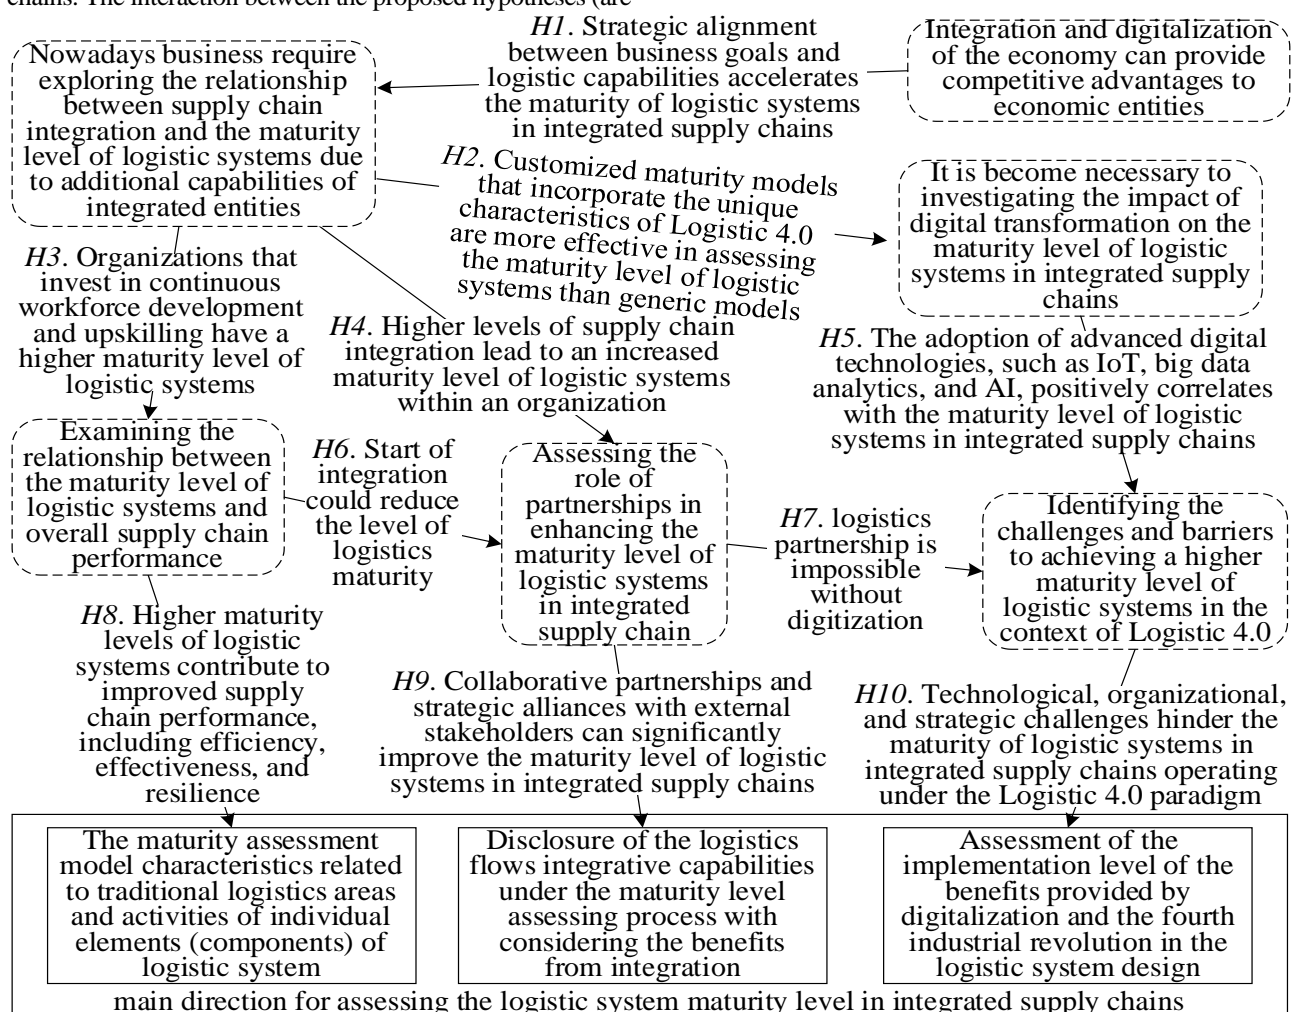 chains. The interaction between the proposed hypotheses (are
Nowadays business require
exploring the relationship
between supply chain
integration and the maturity
level of logistic systems due
to additional capabilities of
integrated entities
H1. Strategic alignment
between business goals and
logistic capabilities accelerates
the maturity of logistic systems
in integrated supply chains
Integration and digitalization
of the economy can provide
competitive advantages to
economic entities
H2. Customized maturity models
that incorporate the unique
characteristics of Logistic 4.0
are more effective in assessing
the maturity level of logistic
systems than generic models
It is become necessary to
investigating the impact of
digital transformation on the
maturity level of logistic
systems in integrated supply
chains
H3. Organizations that
invest in continuous
workforce development
and upskilling have a
higher maturity level of
logistic systems
H4. Higher levels of supply chain
integration lead to an increased
maturity level of logistic systems
within an organization
H5. The adoption of advanced digital
technologies, such as IoT, big data
analytics, and AI, positively correlates
with the maturity level of logistic
systems in integrated supply chains
Examining the
relationship between
the maturity level of
logistic systems and
overall supply chain
performance
H6. Start of
integration
could reduce
the level of
logistics
maturity
Assessing the
role of
partnerships in
enhancing the
maturity level of
logistic systems
in integrated
supply chain
H7. logistics
partnership is
impossible
without
digitization
Identifying the
challenges and barriers
to achieving a higher
maturity level of
logistic systems in the
context of Logistic 4.0
H8. Higher maturity
levels of logistic
systems contribute to
improved supply
chain performance,
including efficiency,
effectiveness, and
resilience
H9. Collaborative partnerships and
strategic alliances with external
stakeholders can significantly
improve the maturity level of logistic
systems in integrated supply chains
H10. Technological, organizational,
and strategic challenges hinder the
maturity of logistic systems in
integrated supply chains operating
under the Logistic 4.0 paradigm
The maturity assessment
model characteristics related
to traditional logistics areas
and activities of individual
elements (components) of
logistic system
Disclosure of the logistics
flows integrative capabilities
under the maturity level
assessing process with
considering the benefits
from integration
Assessment of the
implementation level of the
benefits provided by
digitalization and the fourth
industrial revolution in the
logistic system design
main direction for assessing the logistic system maturity level in integrated supply chains